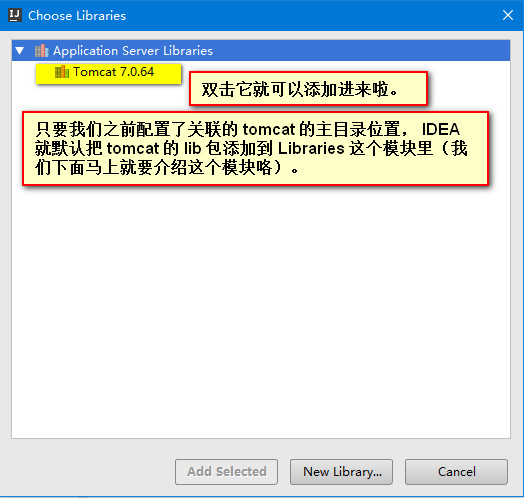 Choose Libraries
Application Server Libraries
Tomcat 7.0.64
双击它就可以添加进来啦。
只要我们之前配置了关联的 tomcat 的主目录位置， IDEA
就默认把 tomcat 的 lib 包添加到 Libraries 这个模块里（我
们下面马上就要介绍这个模块咯）。
Add Selected
New Library...
Cancel